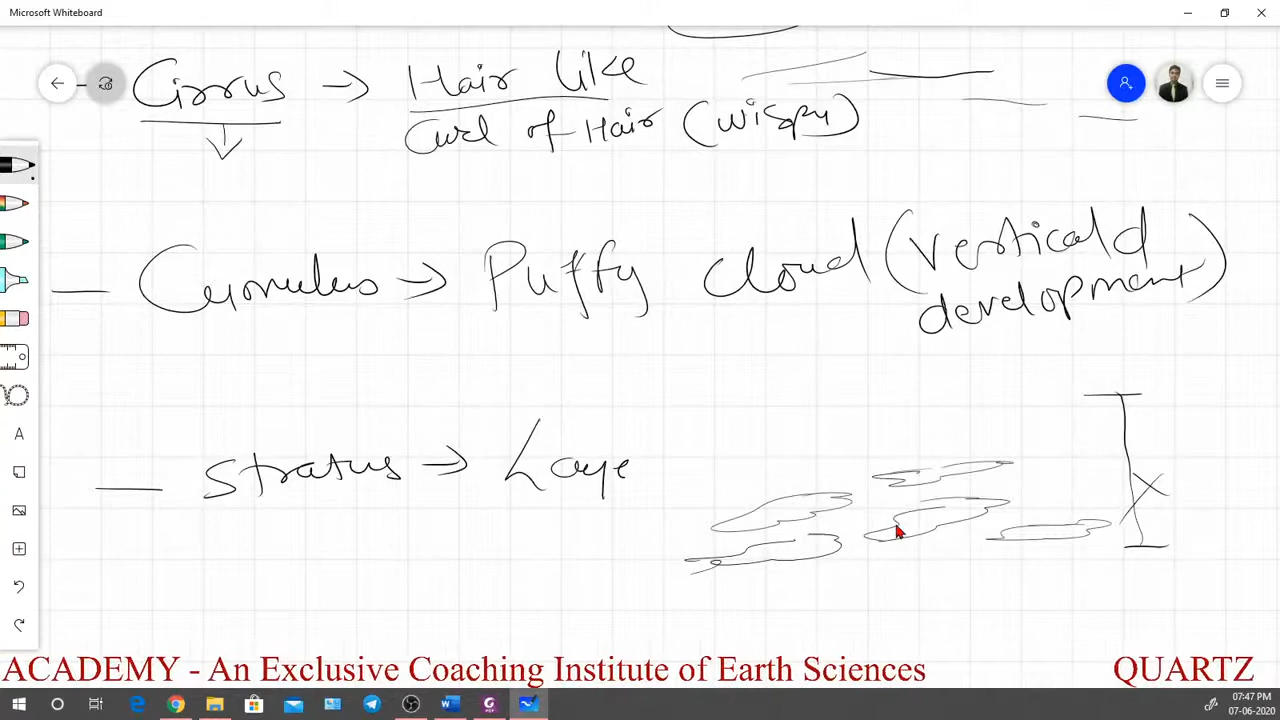 Microsoft Whiteboard
Cirrus → Hair like
Curl of Hair (wispy)
— Cumulus → Puffy cloud (vertical d
development)
— stratus → Laye
A
ACADEMY - An Exclusive Coaching Institute of Earth Sciences QUARTZ
07:47 PM
07-06-2020